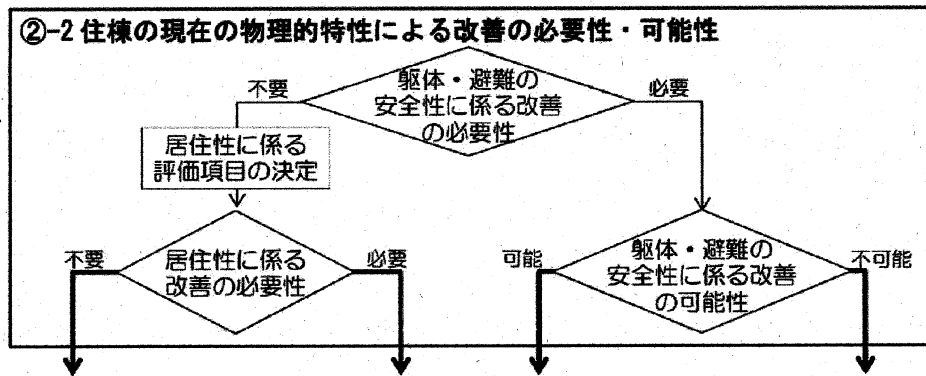 ②-2 住棟の現在の物理的特性による改善の必要性・可能性
不要
躯体・避難の
安全性に係る改善
の必要性
必要
居住性に係る
評価項目の決定
不要
居住性に係る
改善の必要性
必要
可能
躯体・避難の
安全性に係る改善
の可能性
不可能